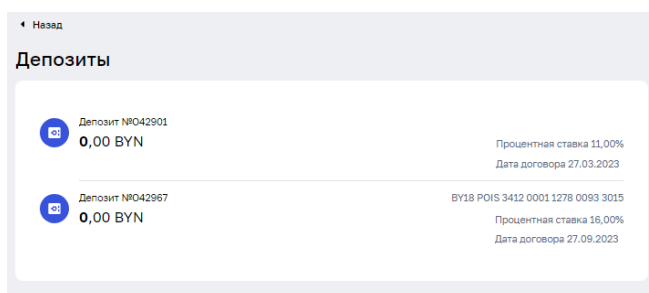 Назад
Депозиты
Депозит №042901
0,00 BYN
Процентная ставка 11,00%
Дата договора 27.03.2023
Депозит №042967
BY18 POIS 3412 0001 1278 0093 3015
0,00 BYN
Процентная ставка 16,00%
Дата договора 27.09.2023